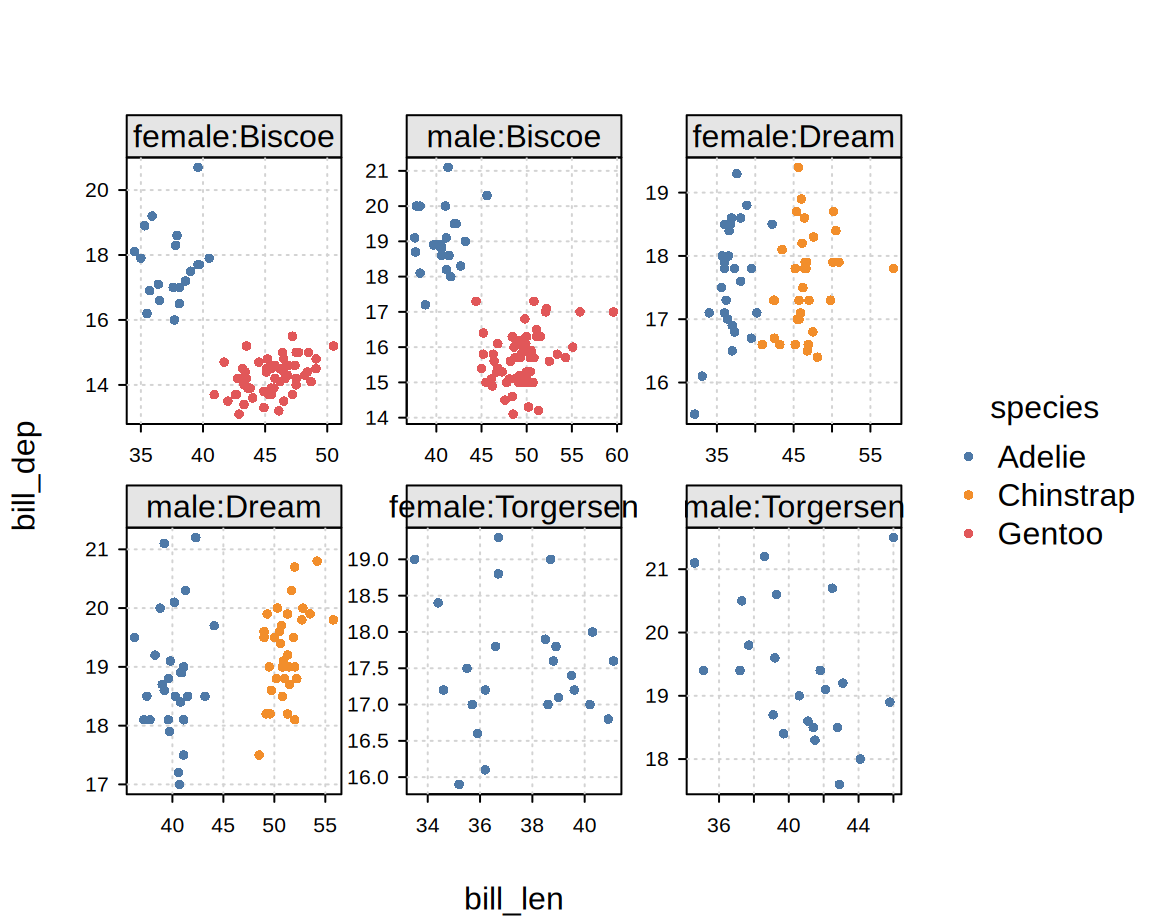 female:Biscoe
male:Biscoe
female:Dream
20
18
16
14
35 40 45 50
21
20
19
18
17
16
15
14
40 45 50 55 60
19
18
17
16
35 45 55
male:Dream
female:Torgersen
male:Torgersen
21
20
19
18
17
40 45 50 55
19.0
18.5
18.0
17.5
17.0
16.5
16.0
34 36 38 40
21
20
19
18
36 40 44
bill_dep
bill_len
species
Adelie
Chinstrap
Gentoo